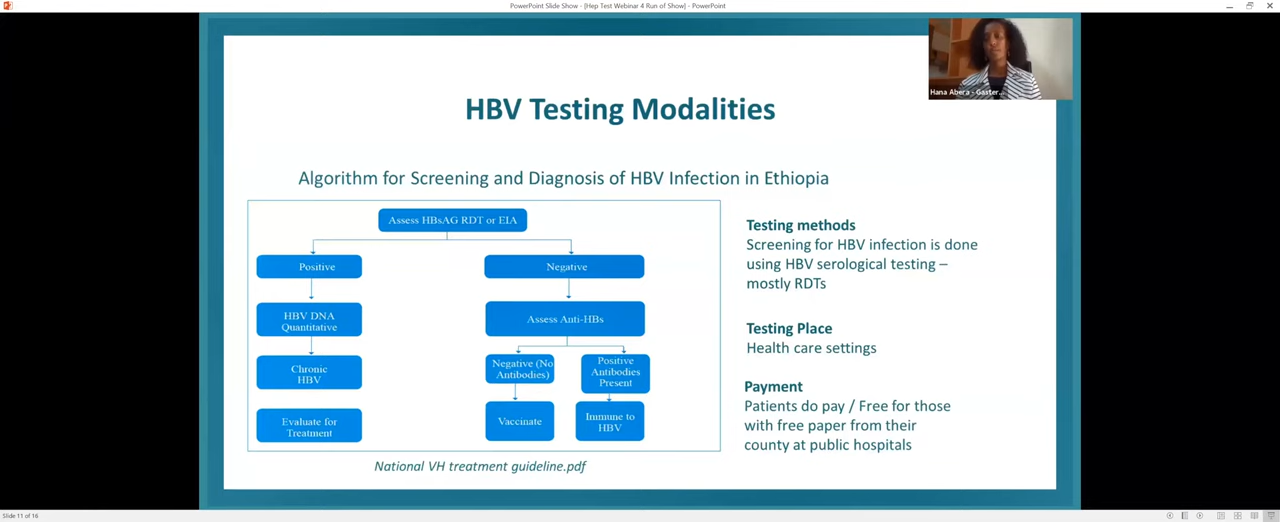 PowerPoint Slide Show - [Hep Test Webinar 4 Run of Show] - PowerPoint
Hana Abera - Gaster...
HBV Testing Modalities
Algorithm for Screening and Diagnosis of HBV Infection in Ethiopia
Assess HBsAG RDT or EIA
Positive
Negative
HBV DNA
Quantitative
Assess Anti-HBs
Chronic
HBV
Negative (No
Antibodies)
Positive
Antibodies
Present
Evaluate for
Treatment
Vaccinate
Immune to
HBV
National VH treatment guideline.pdf
Testing methods
Screening for HBV infection is done
using HBV serological testing –
mostly RDTs
Testing Place
Health care settings
Payment
Patients do pay / Free for those
with free paper from their
county at public hospitals
Slide 11 of 16